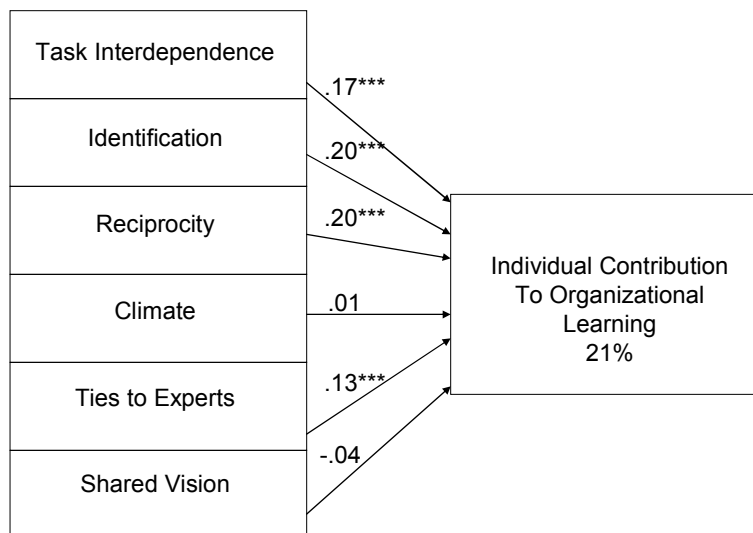 Task Interdependence
.17***
Identification
.20***
Reciprocity
.20***
Climate
.01
Ties to Experts
.13***
Shared Vision
-.04
Individual Contribution
To Organizational
Learning
21%